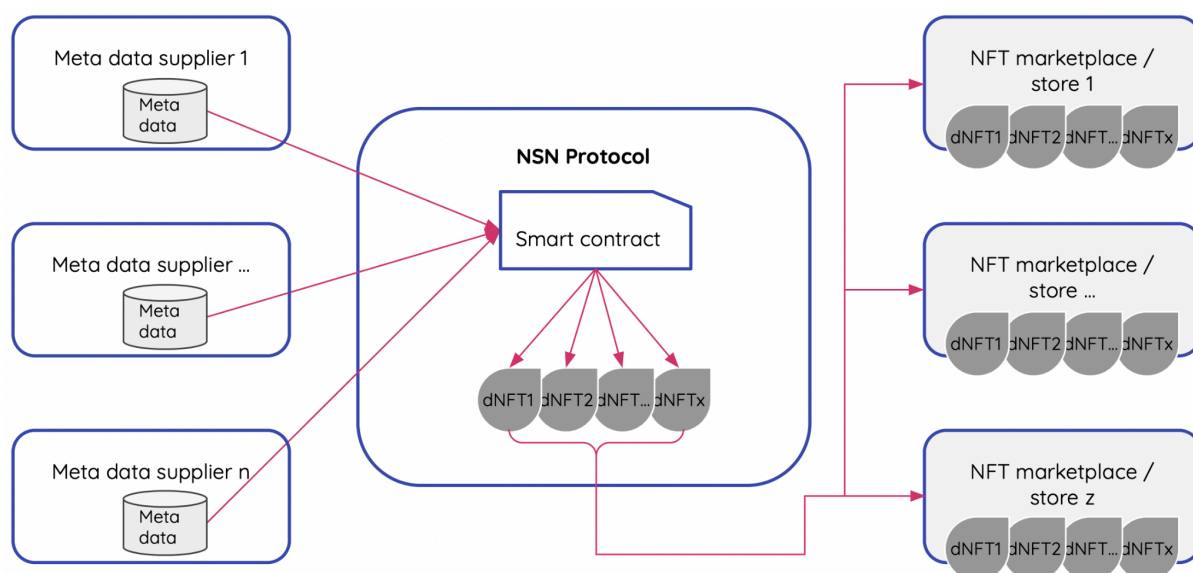 Meta data supplier 1
Meta
data
Meta data supplier ...
Meta
data
Meta data supplier n
Meta
data
NSN Protocol
Smart contract
dNFT1 dNFT2 dNFT... dNFTx
NFT marketplace /
store 1
dNFT1 dNFT2 dNFT... dNFTx
NFT marketplace /
store ...
dNFT1 dNFT2 dNFT... dNFTx
NFT marketplace /
store z
dNFT1 dNFT2 dNFT... dNFTx